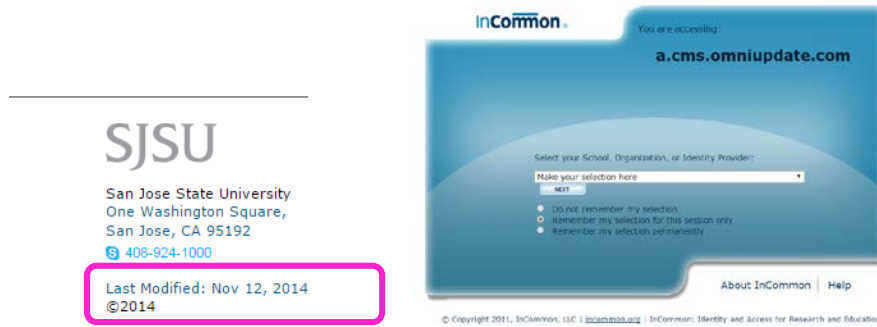 SJSU
San Jose State University
One Washington Square,
San Jose, CA 95192
408-924-1000
Last Modified: Nov 12, 2014
©2014
InCommon®
You are accessing:
a.cms.omniupdate.com
Select your School, Organization, or Identity Provider:
Make your selection here
NEXT
Do not remember my selection
Remember my selection for this session only
Remember my selection permanently
About InCommon | Help
© Copyright 2011, InCommon, LLC | incommon.org | InCommon: Identity and Access for Research and Education